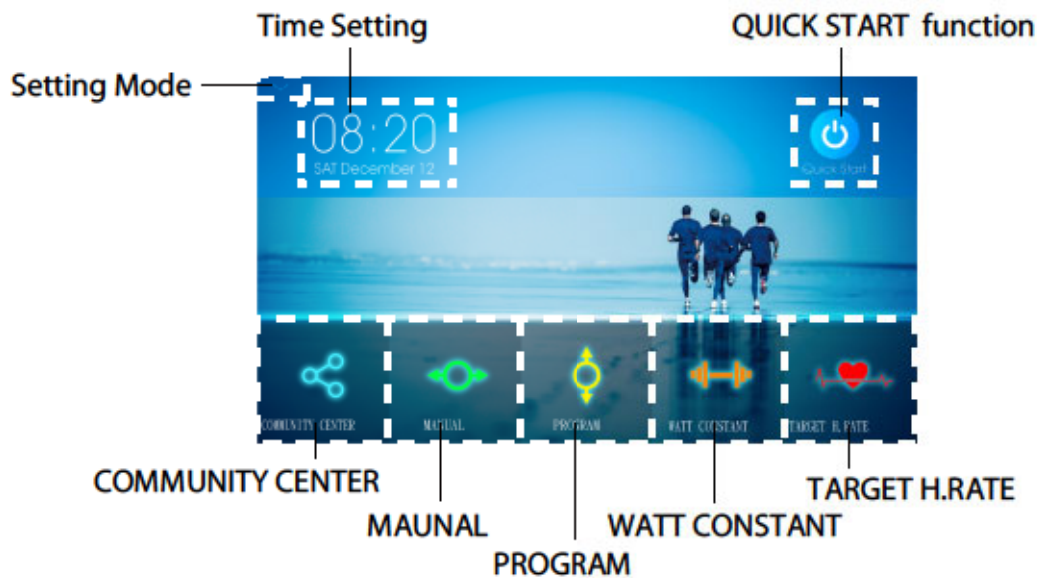 Time Setting
QUICK START function
Setting Mode
08:20
SAT December 12
Quick Start
COMMUNITY CENTER
MANUAL
PROGRAM
WATT CONSTANT
TARGET H.RATE
COMMUNITY CENTER
TARGET H.RATE
MAUNAL
WATT CONSTANT
PROGRAM